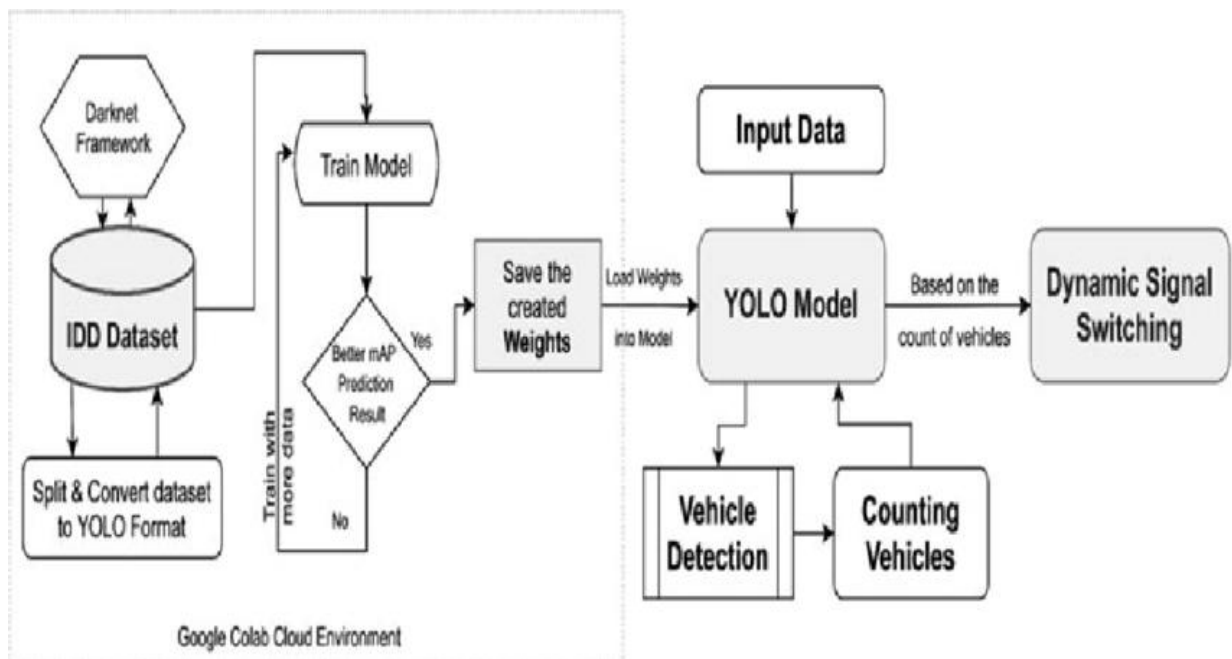 Darknet
Framework
IDD Dataset
Split & Convert dataset
to YOLO Format
Train Model
Better mAP
Prediction
Result
Yes
No
Train with
more data
Save the
created
Weights
Load Weights
into Model
Input Data
YOLO Model
Based on the
count of vehicles
Dynamic Signal
Switching
Vehicle
Detection
Counting
Vehicles
Google Colab Cloud Environment